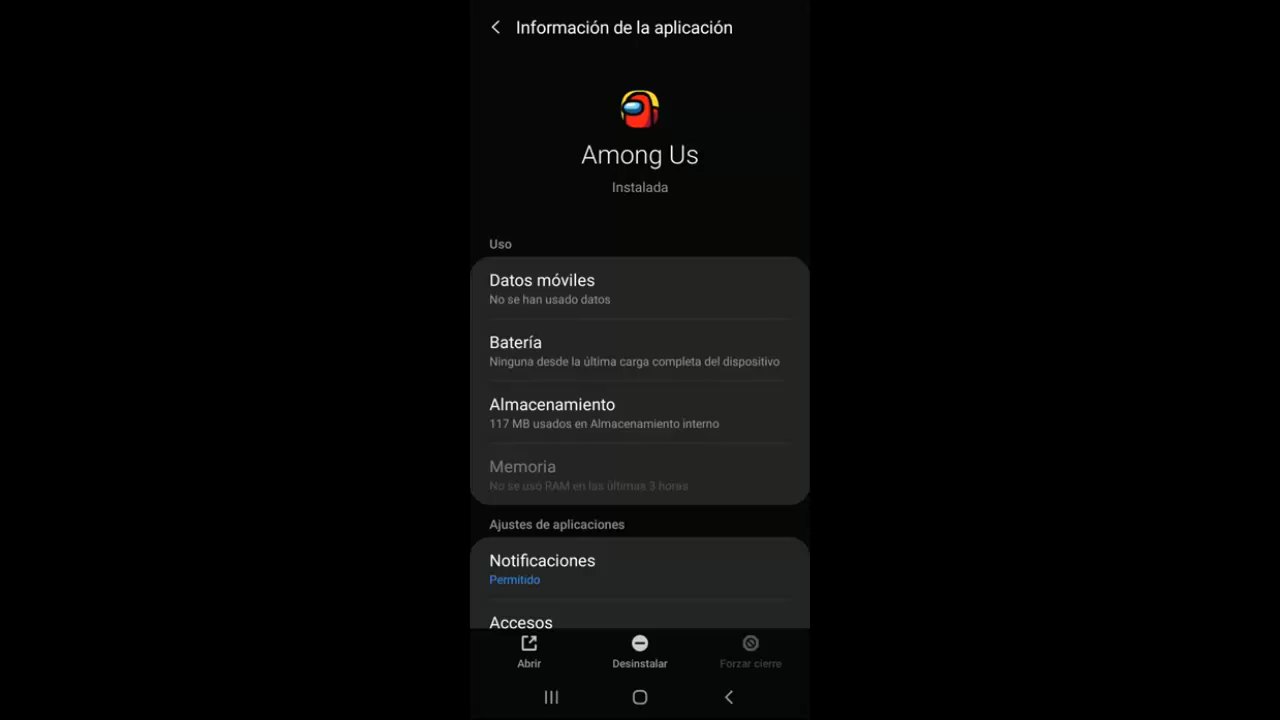 Información de la aplicación
Among Us
Instalada
Uso
Datos móviles
No se han usado datos
Batería
Ninguna desde la última carga completa del dispositivo
Almacenamiento
117 MB usados en Almacenamiento interno
Memoria
No se usó RAM en las últimas 3 horas
Ajustes de aplicaciones
Notificaciones
Permitido
Accesos
Abrir
Desinstalar
Forzar cierre